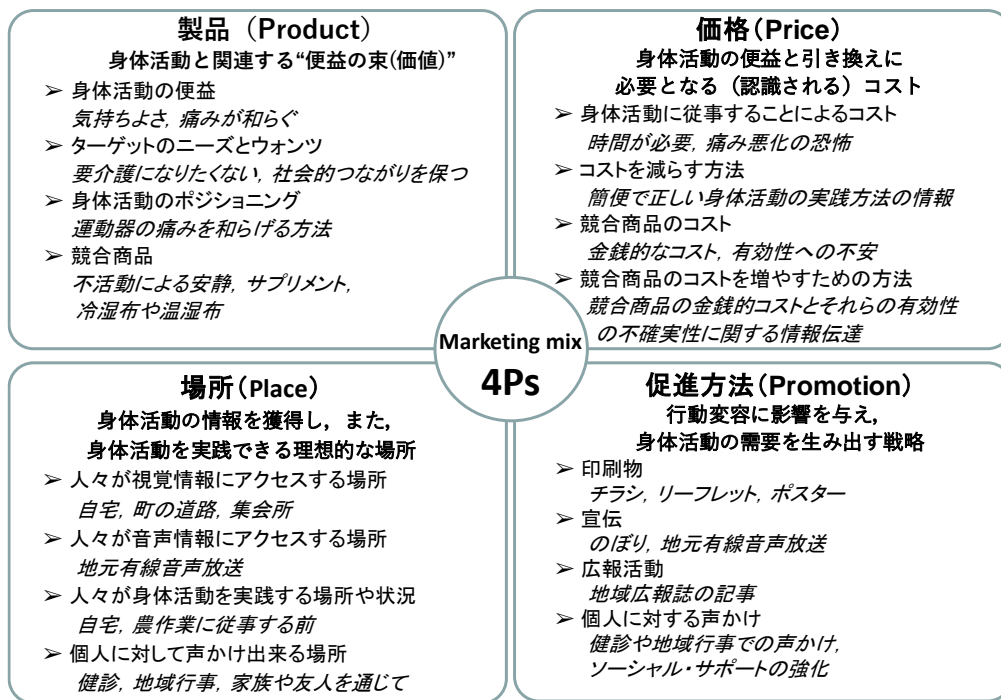 製品（Product）
身体活動と関連する“便益の束(価値)”
➢ 身体活動の便益
気持ちよさ, 痛みが和らぐ
➢ ターゲットのニーズとウォンツ
要介護になりたくない, 社会的つながりを保つ
➢ 身体活動のポジショニング
運動器の痛みを和らげる方法
➢ 競合商品
不活動による安静, サプリメント,
冷湿布や温湿布
価格（Price）
身体活動の便益と引き換えに
必要となる（認識される）コスト
➢ 身体活動に従事することによるコスト
時間が必要, 痛み悪化の恐怖
➢ コストを減らす方法
簡便で正しい身体活動の実践方法の情報
➢ 競合商品のコスト
金銭的なコスト, 有効性への不安
➢ 競合商品のコストを増やすための方法
競合商品の金銭的コストとそれらの有効性
の不確実性に関する情報伝達
Marketing mix
4Ps
場所（Place）
身体活動の情報を獲得し，また，
身体活動を実践できる理想的な場所
➢ 人々が視覚情報にアクセスする場所
自宅, 町の道路, 集会所
➢ 人々が音声情報にアクセスする場所
地元有線音声放送
➢ 人々が身体活動を実践する場所や状況
自宅, 農作業に従事する前
➢ 個人に対して声かけ出来る場所
健診, 地域行事, 家族や友人を通じて
促進方法（Promotion）
行動変容に影響を与え，
身体活動の需要を生み出す戦略
➢ 印刷物
チラシ, リーフレット, ポスター
➢ 宣伝
のぼり, 地元有線音声放送
➢ 広報活動
地域広報誌の記事
➢ 個人に対する声かけ
健診や地域行事での声かけ,
ソーシャル・サポートの強化